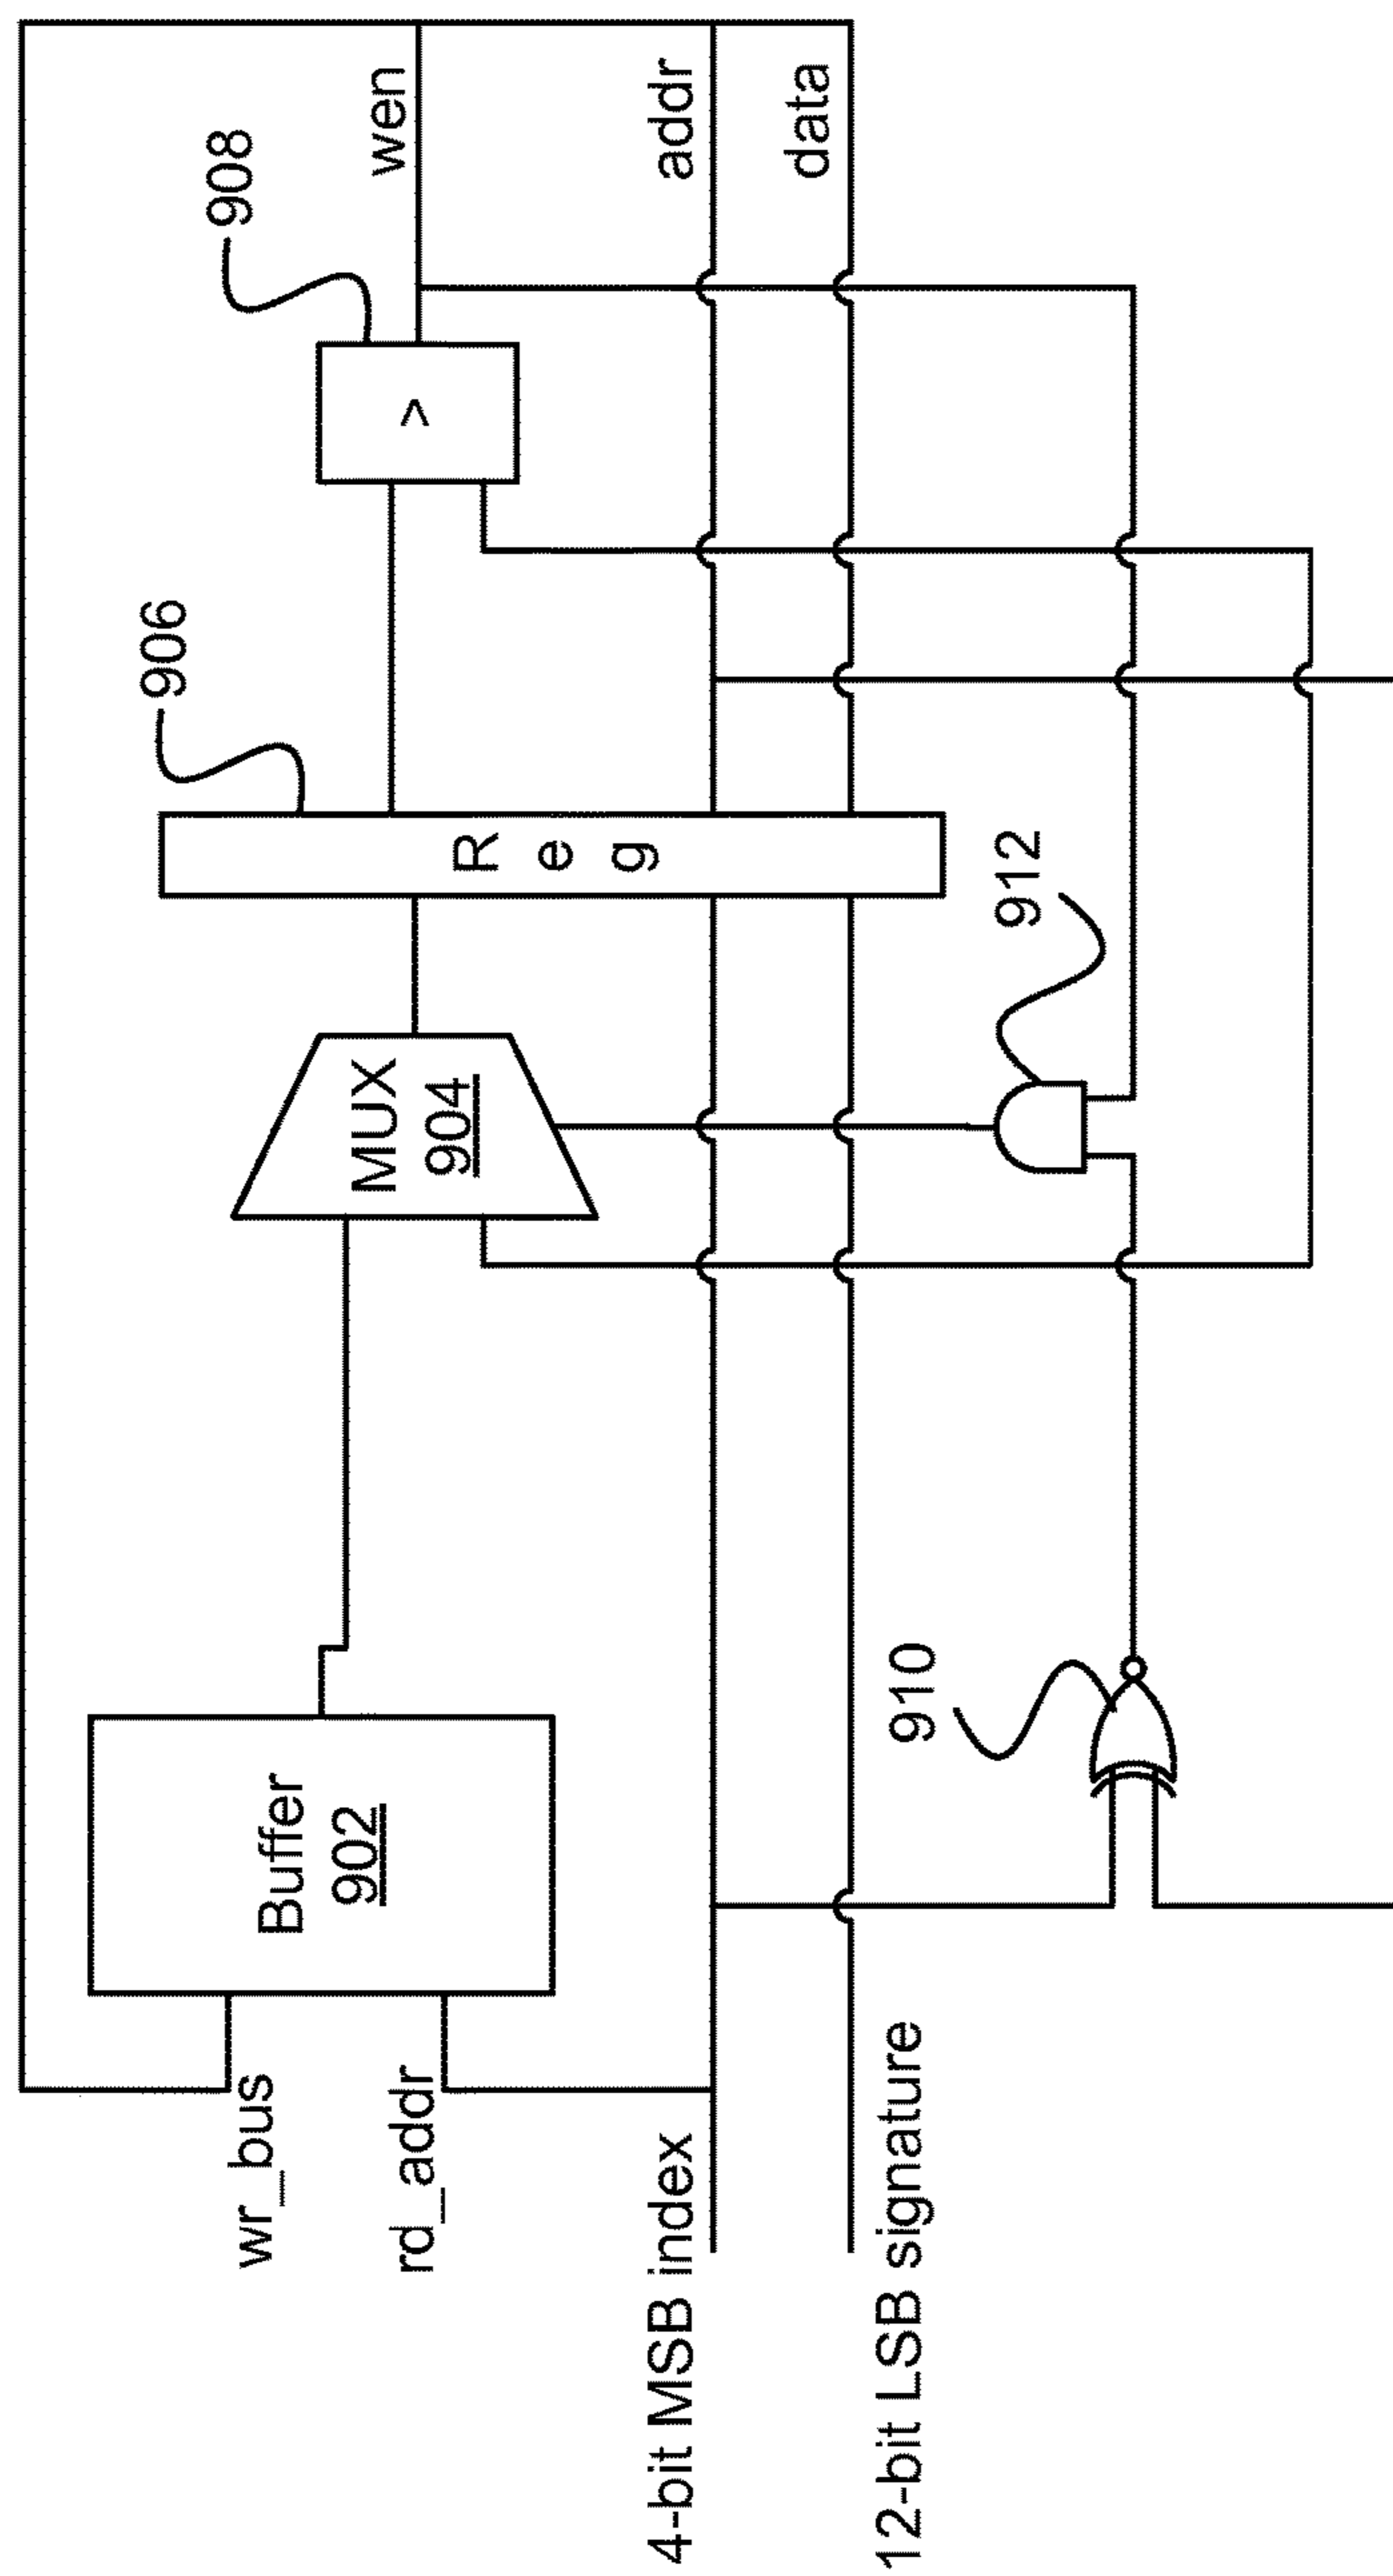 wr_bus
rd_addr
4-bit MSB index
12-bit LSB signature
Buffer
902
MUX
904
906
Reg
908
>
wen
addr
data
910
912